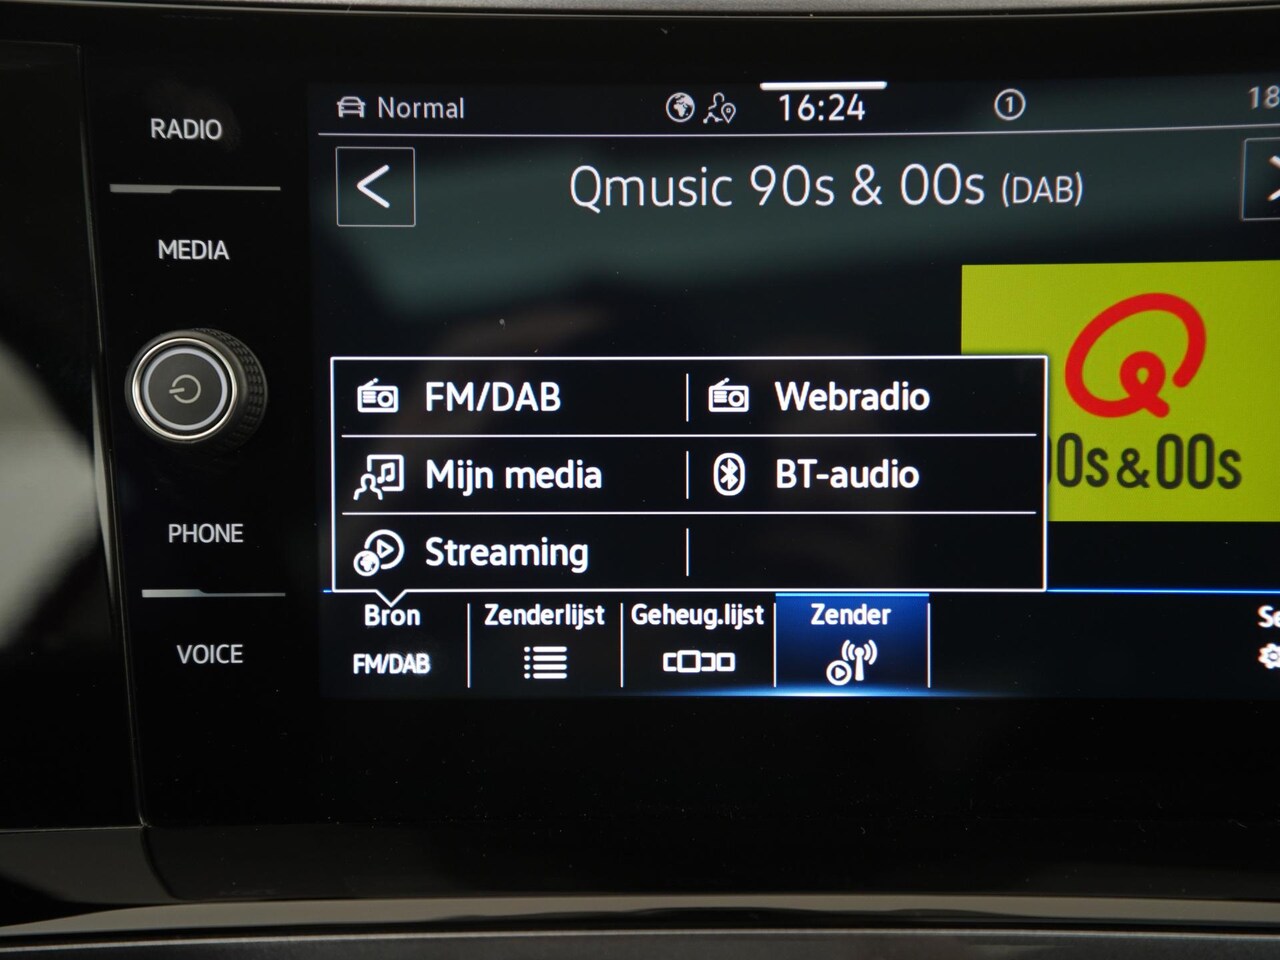 RADIO
MEDIA
PHONE
VOICE
Normal
16:24
1
18
Qmusic 90s & 00s (DAB)
FM/DAB
Webradio
Mijn media
BT-audio
Streaming
0s & 00s
Bron
Zenderlijst
Geheug.lijst
Zender
FM/DAB